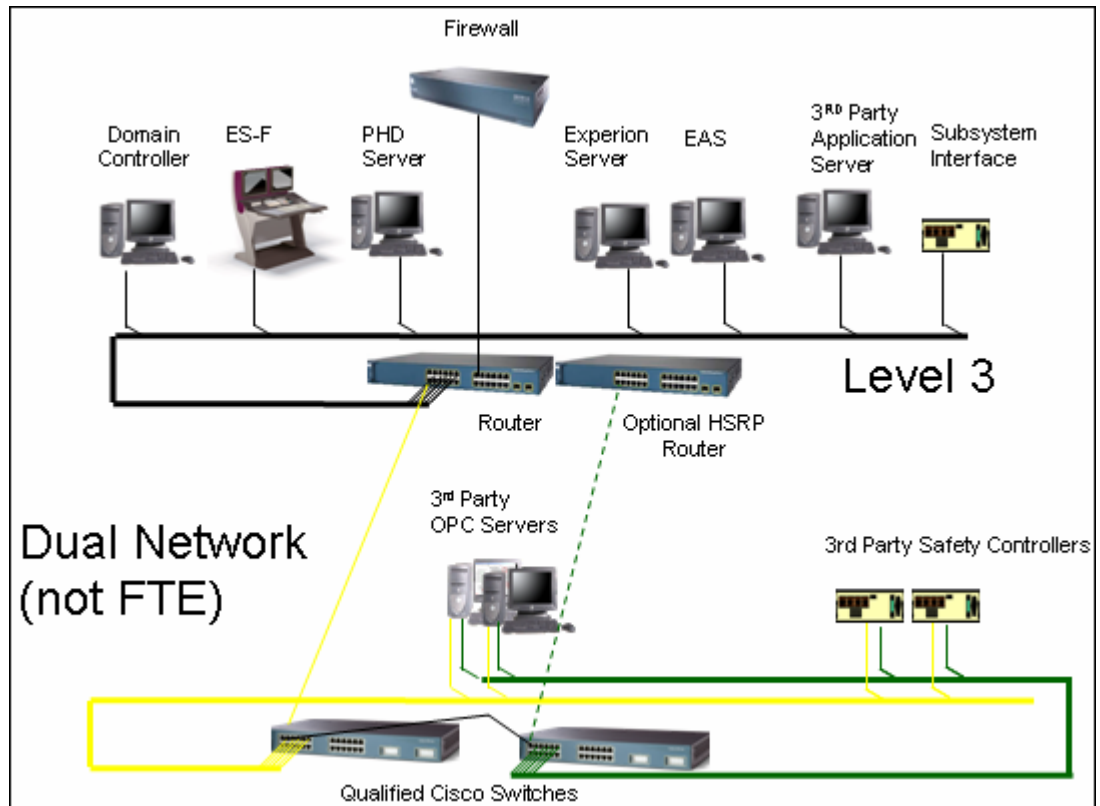 Firewall
Domain
Controller
ES-F
PHD
Server
Experion
Server
EAS
3RD Party
Application
Server
Subsystem
Interface
Level 3
Router
Optional HSRP
Router
3rd Party
OPC Servers
Dual Network
(not FTE)
3rd Party Safety Controllers
Qualified Cisco Switches